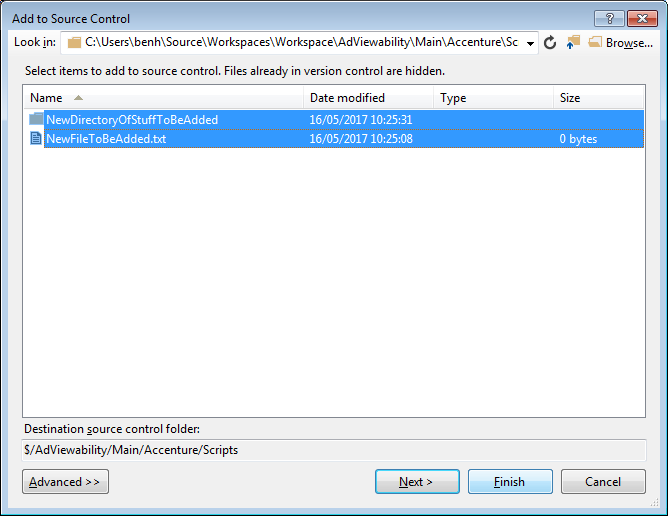 Add to Source Control
Look in: C:\Users\benh\Source\Workspaces\Workspace\AdViewability\Main\Accenture\Scr Browse...
Select items to add to source control. Files already in version control are hidden.
Name Date modified Type Size
NewDirectoryOfStuffToBeAdded 16/05/2017 10:25:31
NewFileToBeAdded.txt 16/05/2017 10:25:08 0 bytes
Destination source control folder:
$/AdViewability/Main/Accenture/Scripts
Advanced >> Next > Finish Cancel